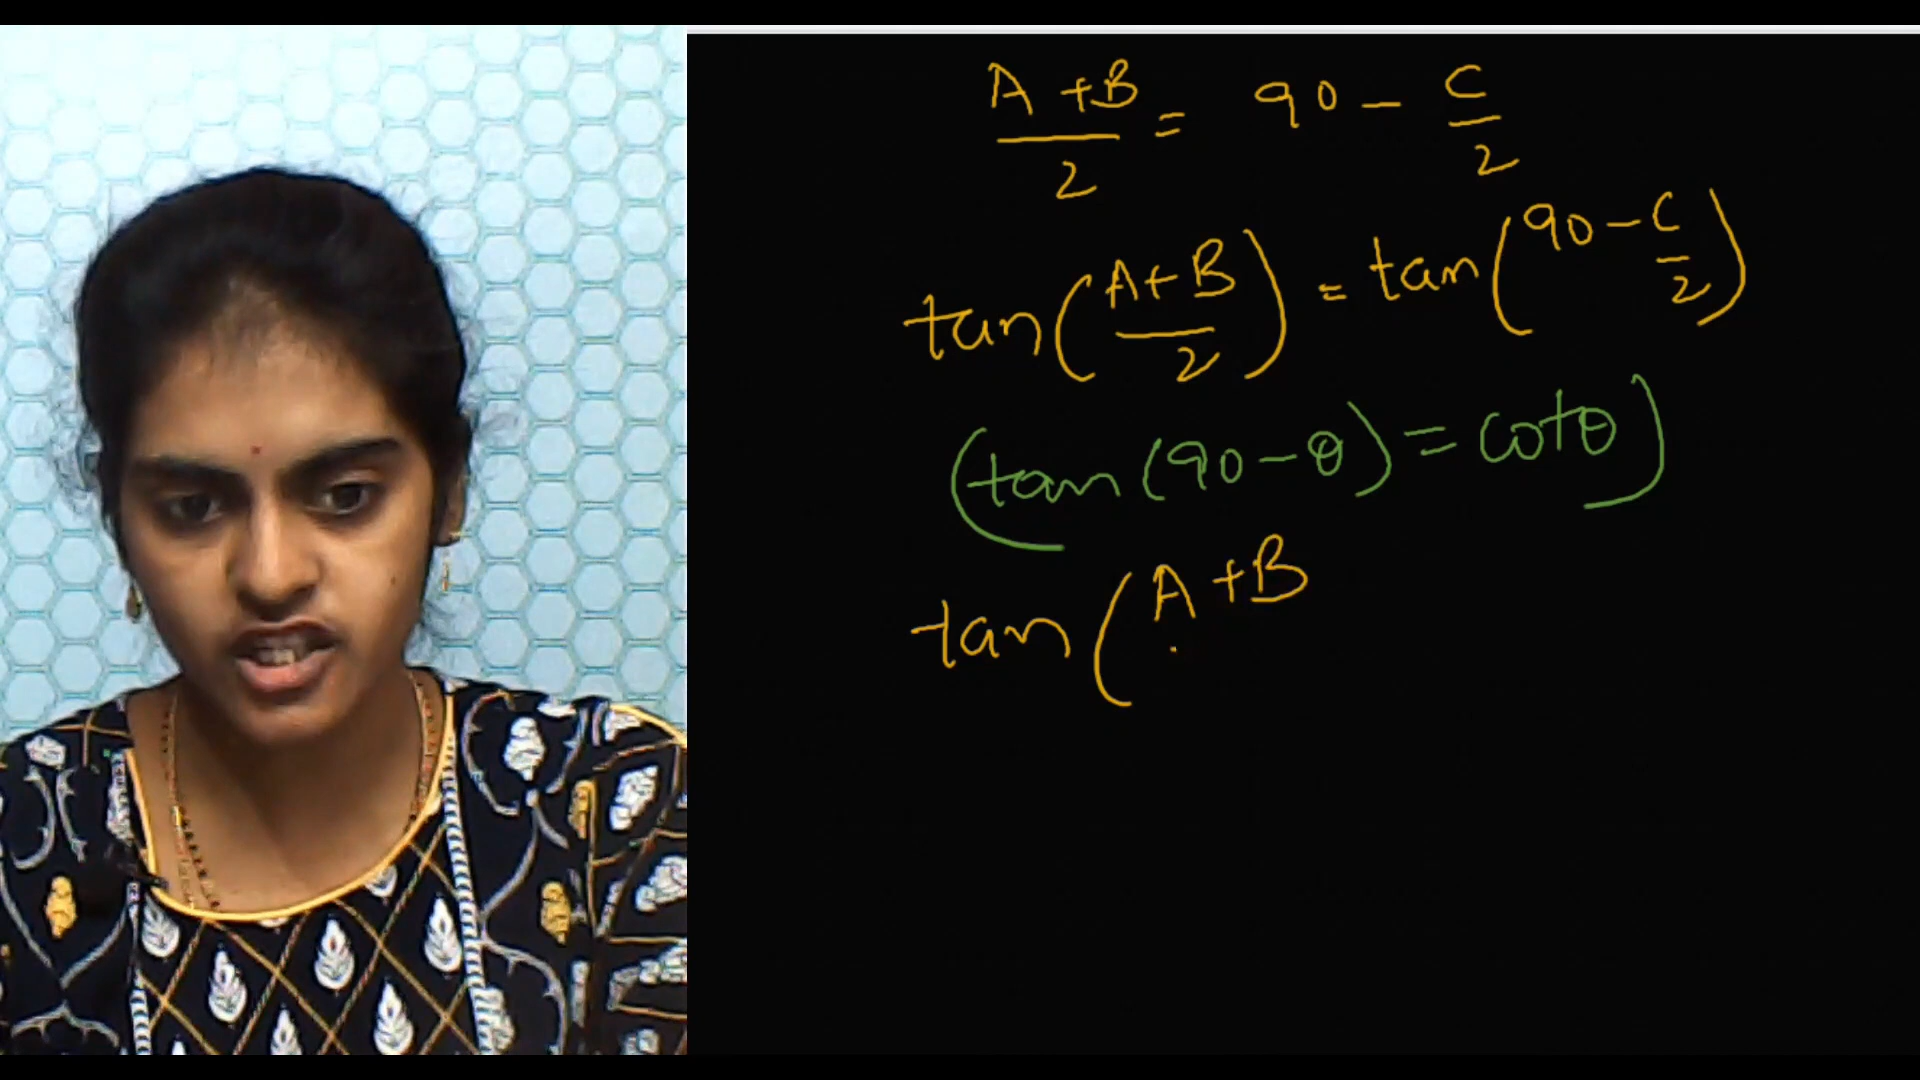 A+B/2 = 90 - C/2
tan(A+B/2) = tan(90 - C/2)
(tan(90 - θ) = cotθ)
tan(A+B